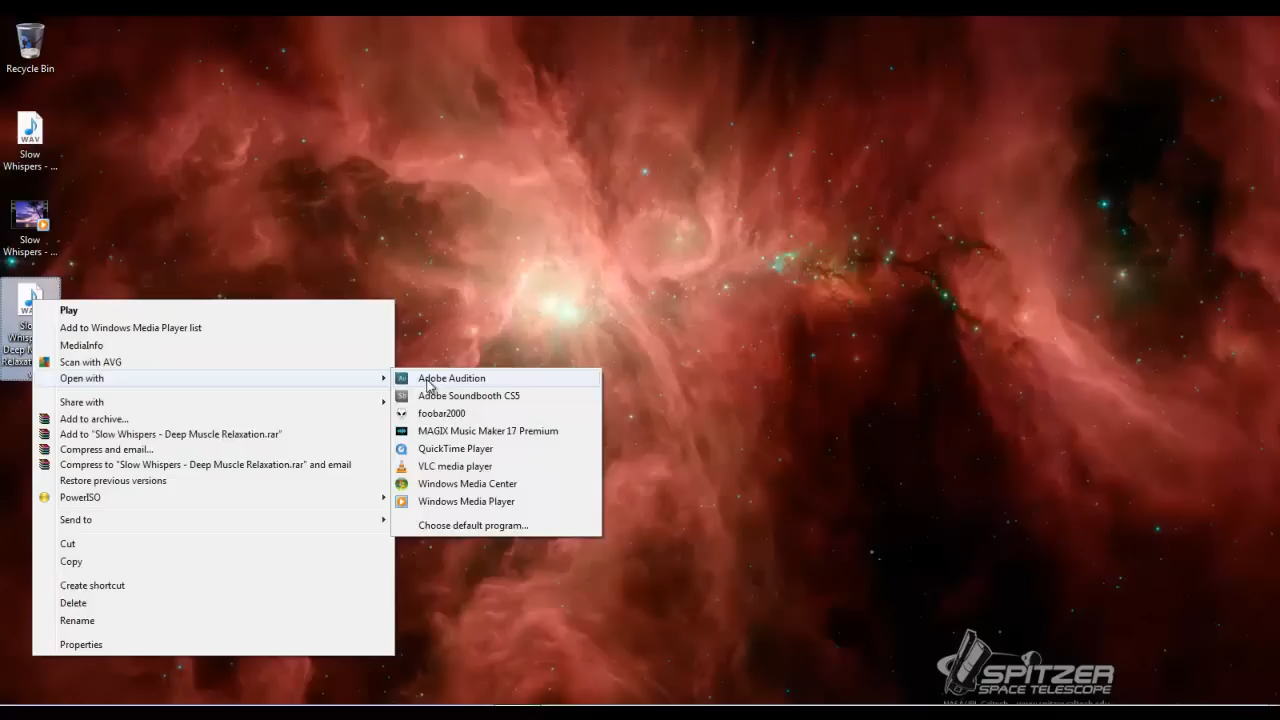 Recycle Bin
Slow
Whispers - ...
Slow
Whispers - ...
Play
Add to Windows Media Player list
MediaInfo
Scan with AVG
Open with
Share with
Add to archive...
Add to "Slow Whispers - Deep Muscle Relaxation.rar"
Compress and email...
Compress to "Slow Whispers - Deep Muscle Relaxation.rar" and email
Restore previous versions
PowerISO
Send to
Cut
Copy
Create shortcut
Delete
Rename
Properties
Adobe Audition
Adobe Soundbooth CS5
foobar2000
MAGIX Music Maker 17 Premium
QuickTime Player
VLC media player
Windows Media Center
Windows Media Player
Choose default program...
SPITZER
SPACE TELESCOPE